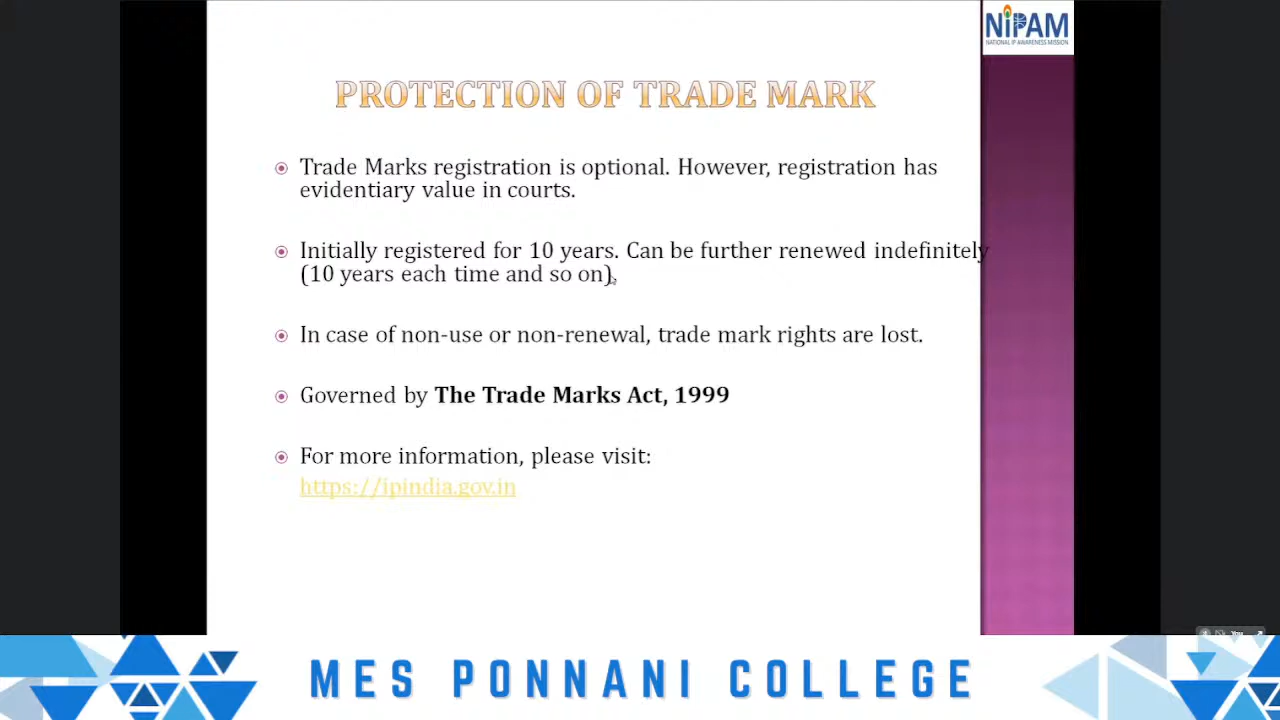 NiPAM
NATIONAL IP AWARENESS MISSION
PROTECTION OF TRADE MARK
Trade Marks registration is optional. However, registration has
evidentiary value in courts.
Initially registered for 10 years. Can be further renewed indefinitely
(10 years each time and so on).
In case of non-use or non-renewal, trade mark rights are lost.
Governed by The Trade Marks Act, 1999
For more information, please visit:
https://ipindia.gov.in
You
MES PONNANI COLLEGE